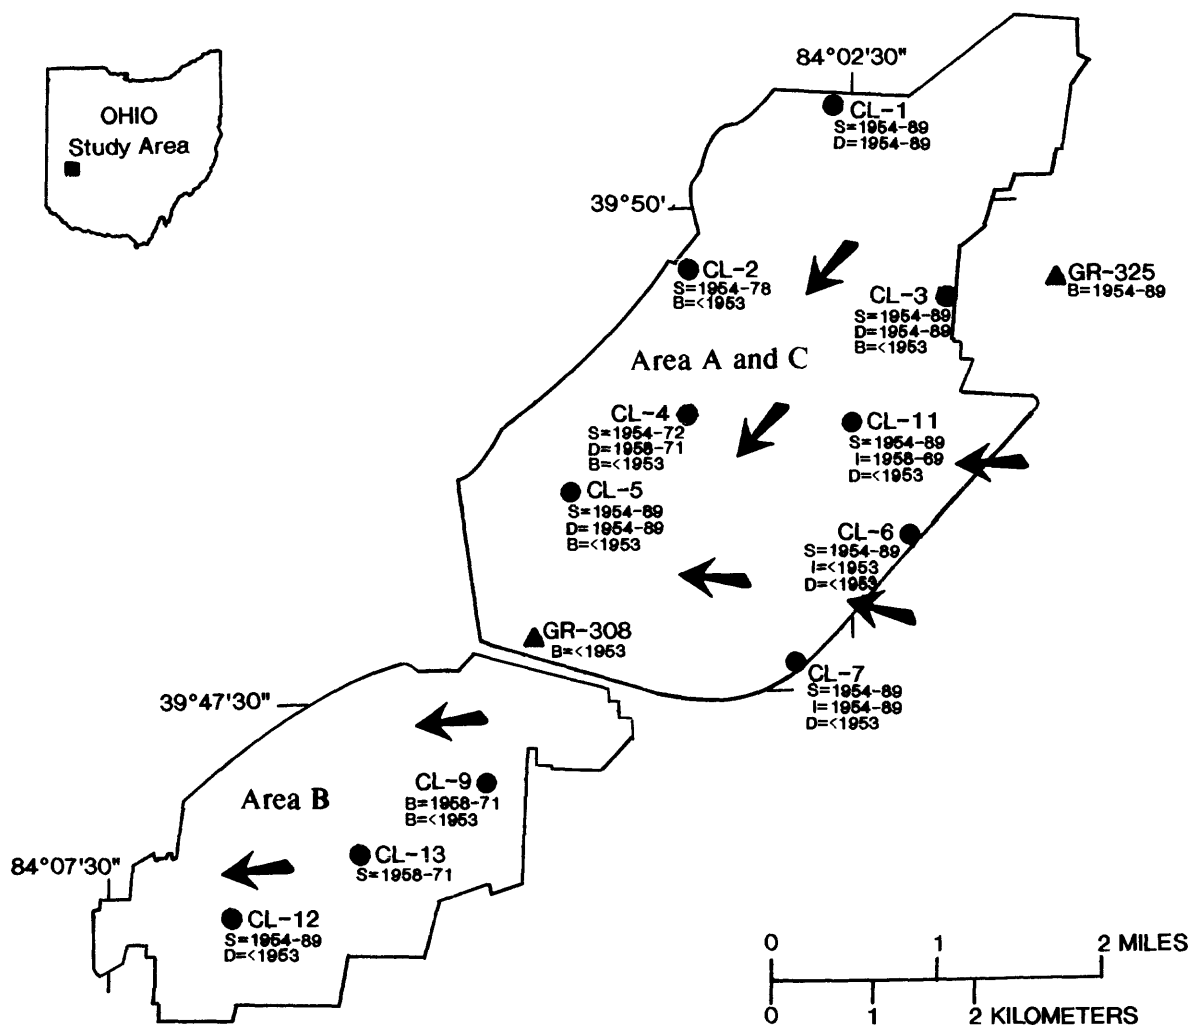 84°02'30"
OHIO
Study Area
CL-1
S=1954-89
D=1954-89
39°50'
CL-2
S=1954-78
B=<1953
GR-325
B=1954-89
CL-3
S=1954-89
D=1954-89
B=<1953
Area A and C
CL-4
S=1954-72
D=1958-71
B=<1953
CL-11
S=1954-89
I=1958-69
D=<1953
CL-5
S=1954-89
D=1954-89
B=<1953
CL-6
S=1954-89
I=<1953
D=<1953
GR-308
B=<1953
CL-7
S=1954-89
I=1954-89
D=<1953
39°47'30"
CL-9
B=1958-71
B=<1953
Area B
CL-13
S=1958-71
84°07'30"
CL-12
S=1954-89
D=<1953
0 1 2 MILES
0 1 2 KILOMETERS